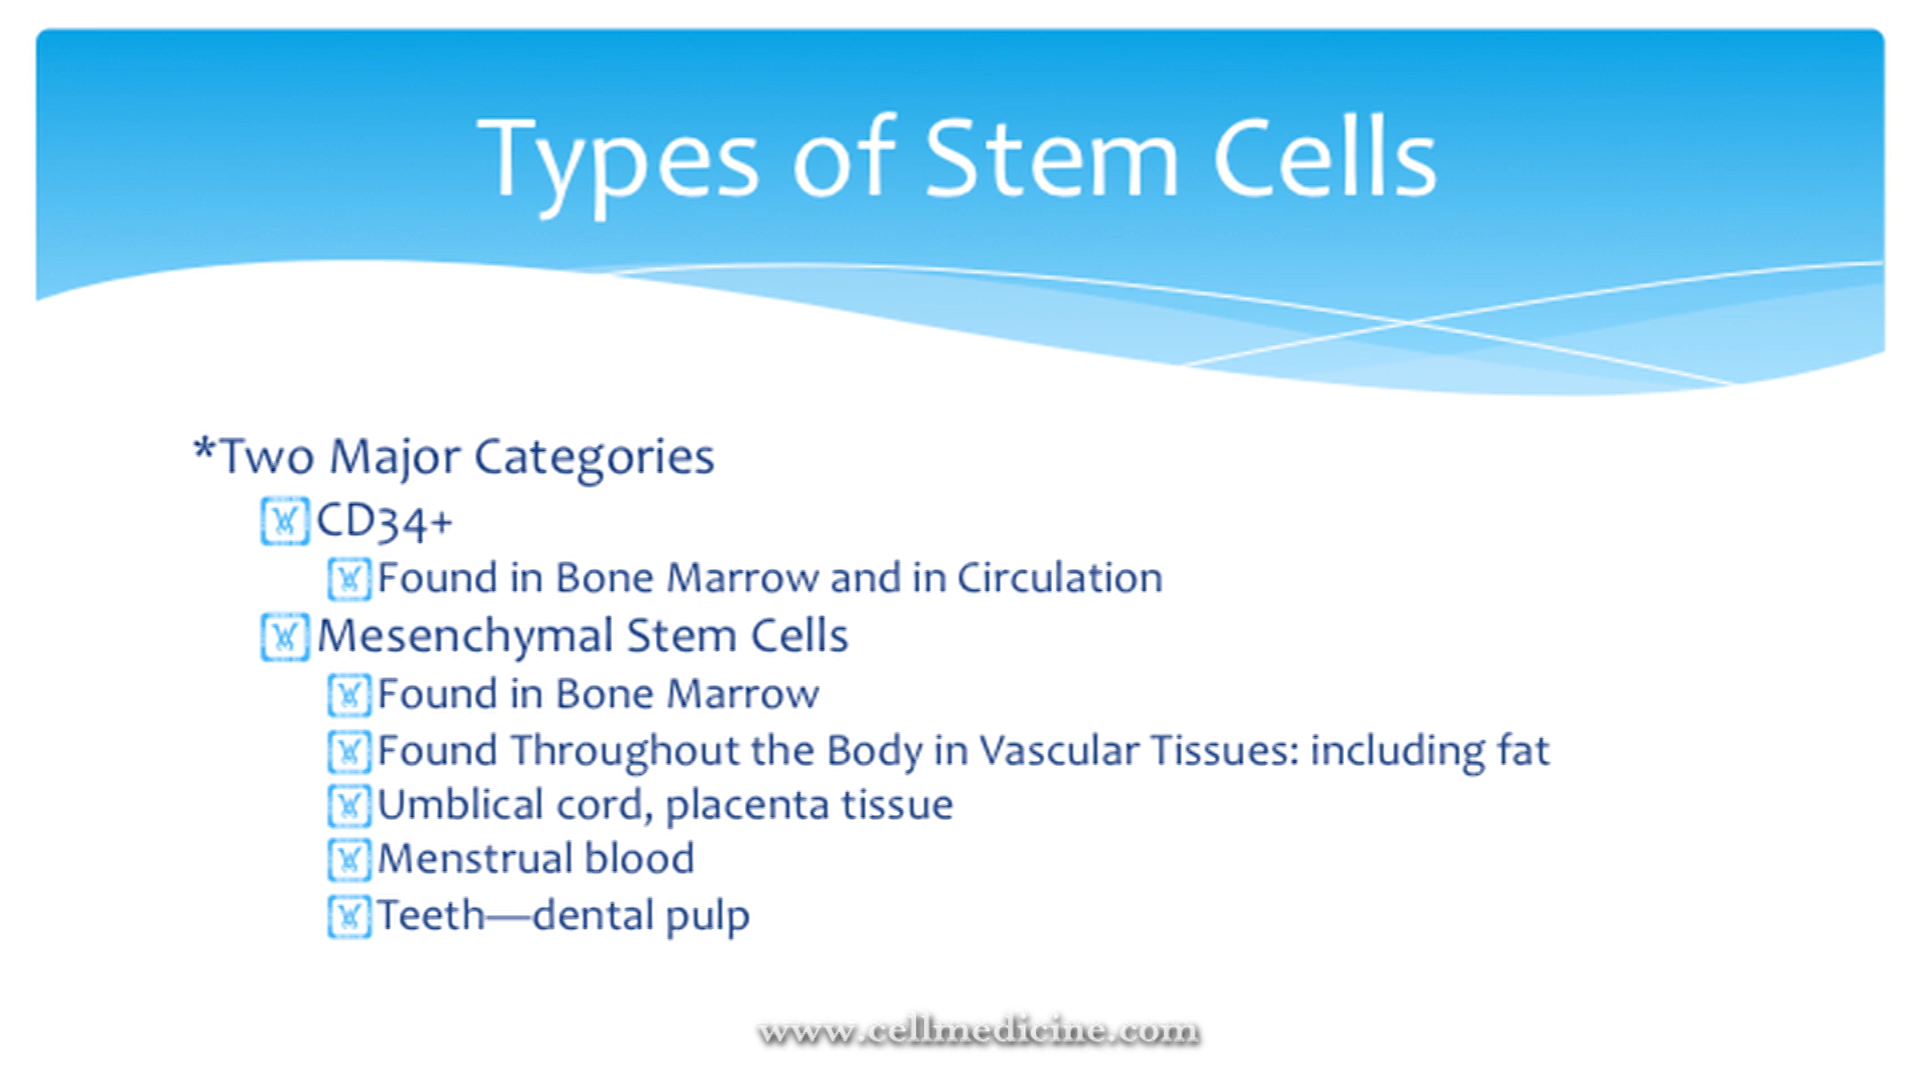 Types of Stem Cells
*Two Major Categories
CD34+
Found in Bone Marrow and in Circulation
Mesenchymal Stem Cells
Found in Bone Marrow
Found Throughout the Body in Vascular Tissues: including fat
Umblical cord, placenta tissue
Menstrual blood
Teeth—dental pulp
www.cellmedicine.com